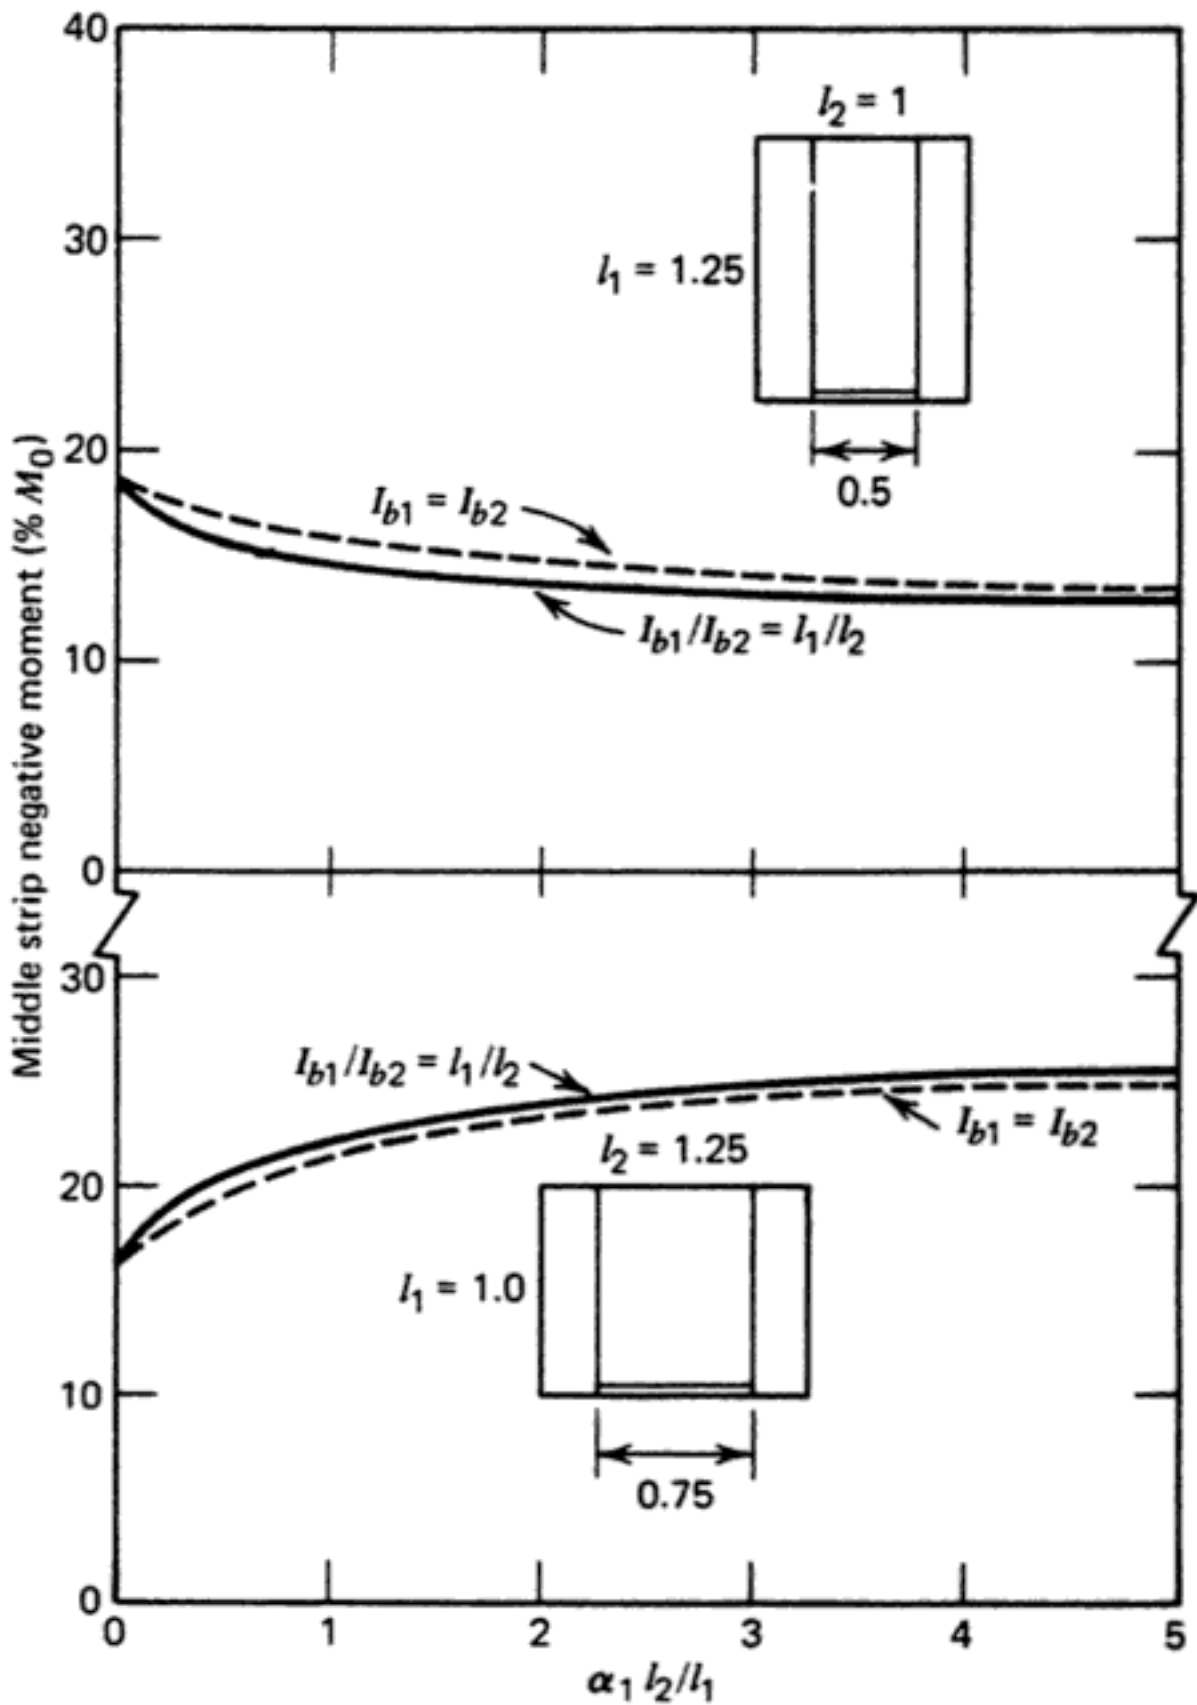 40
l2 = 1
30
l1 = 1.25
20
0.5
Ib1 = Ib2
Ib1/Ib2 = l1/l2
10
0
Middle strip negative moment (% M0)
30
Ib1/Ib2 = l1/l2
Ib1 = Ib2
l2 = 1.25
20
l1 = 1.0
10
0.75
0
0 1 2 3 4 5
α1 l2/l1